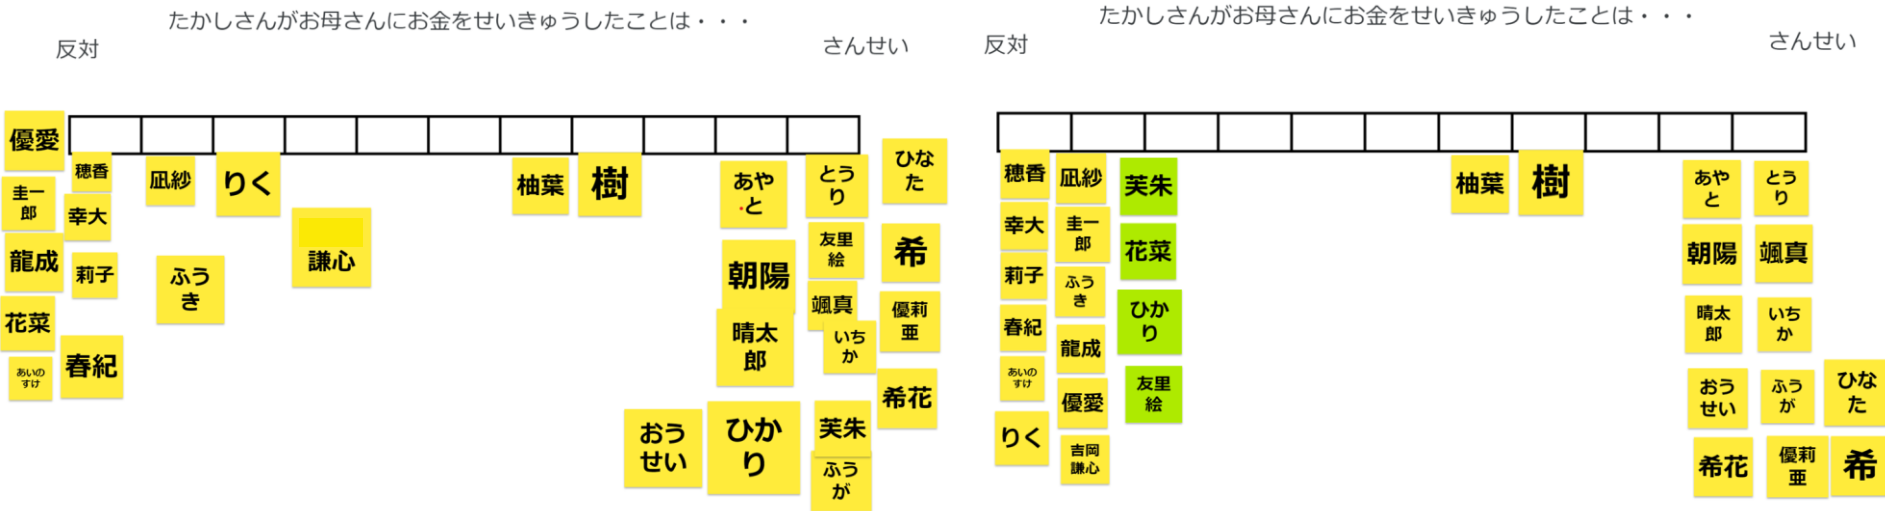 たかしさんがお母さんにお金をせいきゅうしたことは・・・
反対
さんせい
優愛
穂香
圭一
郎
幸大
龍成
莉子
花菜
春紀
あいの
すけ
凪紗
りく
ふう
き
謙心
柚葉
樹
あや
と
とう
り
ひな
た
朝陽
友里
絵
希
颯真
晴太
郎
いち
か
優莉
亜
希花
おう
せい
ひか
り
芙朱
ふう
が
たかしさんがお母さんにお金をせいきゅうしたことは・・・
反対
さんせい
穂香
凪紗
芙朱
幸大
圭一
郎
花菜
莉子
ふう
き
ひか
り
春紀
龍成
あいの
すけ
優愛
友里
絵
りく
吉岡
謙心
柚葉
樹
あや
と
とう
り
朝陽
颯真
晴太
郎
いち
か
おう
せい
ふう
が
ひな
た
希花
優莉
亜
希